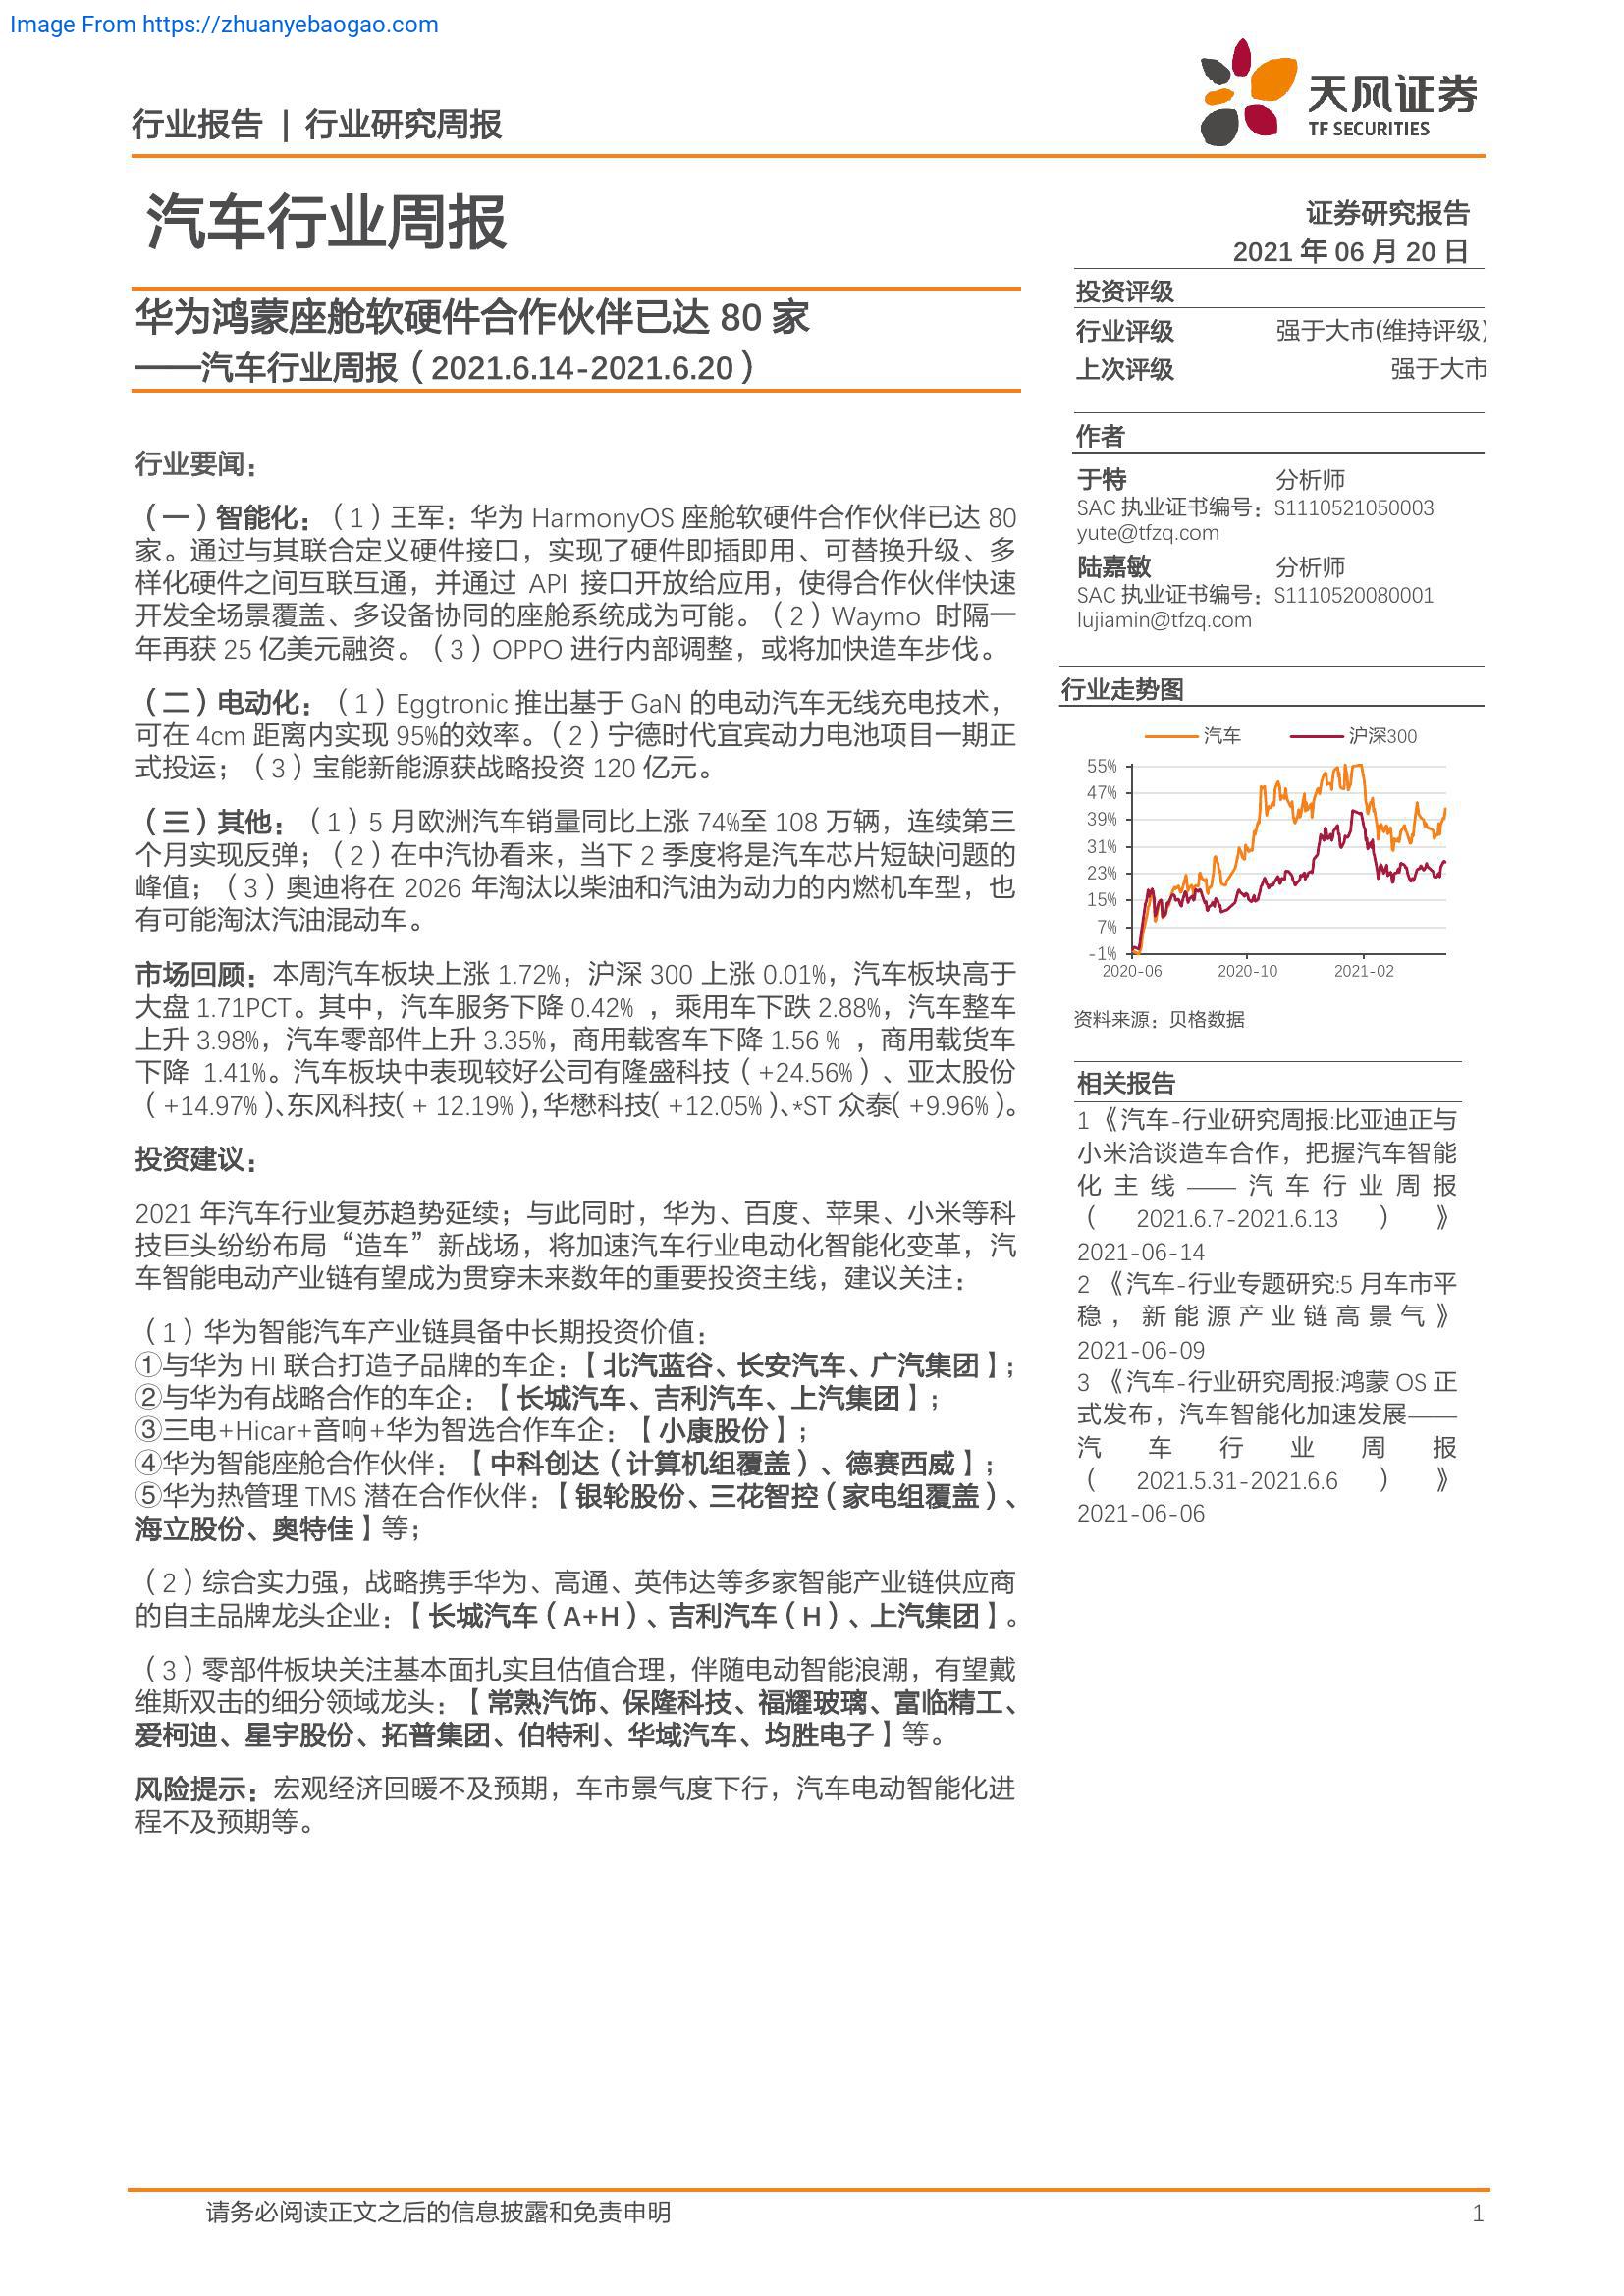 Image From https://zhuanyebaogao.com
行业报告 | 行业研究周报
天风证券
TF SECURITIES
汽车行业周报
证券研究报告
2021 年 06 月 20 日
华为鸿蒙座舱软硬件合作伙伴已达 80 家
——汽车行业周报（2021.6.14-2021.6.20）
行业要闻：
（一）智能化：（1）王军：华为 HarmonyOS 座舱软硬件合作伙伴已达 80
家。通过与其联合定义硬件接口，实现了硬件即插即用、可替换升级、多
样化硬件之间互联互通，并通过 API 接口开放给应用，使得合作伙伴快速
开发全场景覆盖、多设备协同的座舱系统成为可能。（2）Waymo 时隔一
年再获 25 亿美元融资。（3）OPPO 进行内部调整，或将加快造车步伐。
（二）电动化：（1）Eggtronic 推出基于 GaN 的电动汽车无线充电技术，
可在 4cm 距离内实现 95%的效率。（2）宁德时代宜宾动力电池项目一期正
式投运；（3）宝能新能源获战略投资 120 亿元。
（三）其他：（1）5 月欧洲汽车销量同比上涨 74%至 108 万辆，连续第三
个月实现反弹；（2）在中汽协看来，当下 2 季度将是汽车芯片短缺问题的
峰值；（3）奥迪将在 2026 年淘汰以柴油和汽油为动力的内燃机车型，也
有可能淘汰汽油混动车。
市场回顾：本周汽车板块上涨 1.72%，沪深 300 上涨 0.01%，汽车板块高于
大盘 1.71PCT。其中，汽车服务下降 0.42% ，乘用车下跌 2.88%，汽车整车
上升 3.98%，汽车零部件上升 3.35%，商用载客车下降 1.56 % ，商用载货车
下降 1.41%。汽车板块中表现较好公司有隆盛科技（+24.56%）、亚太股份
（+14.97%）、东风科技（+ 12.19%），华懋科技（+12.05%）、*ST 众泰（+9.96%）。
投资建议：
2021 年汽车行业复苏趋势延续；与此同时，华为、百度、苹果、小米等科
技巨头纷纷布局“造车”新战场，将加速汽车行业电动化智能化变革，汽
车智能电动产业链有望成为贯穿未来数年的重要投资主线，建议关注：
（1）华为智能汽车产业链具备中长期投资价值：
①与华为 HI 联合打造子品牌的车企：【北汽蓝谷、长安汽车、广汽集团】；
②与华为有战略合作的车企：【长城汽车、吉利汽车、上汽集团】；
③三电+Hicar+音响+华为智选合作车企：【小康股份】；
④华为智能座舱合作伙伴：【中科创达（计算机组覆盖）、德赛西威】；
⑤华为热管理 TMS 潜在合作伙伴：【银轮股份、三花智控（家电组覆盖）、
海立股份、奥特佳】等；
（2）综合实力强，战略携手华为、高通、英伟达等多家智能产业链供应商
的自主品牌龙头企业：【长城汽车（A+H）、吉利汽车（H）、上汽集团】。
（3）零部件板块关注基本面扎实且估值合理，伴随电动智能浪潮，有望戴
维斯双击的细分领域龙头：【常熟汽饰、保隆科技、福耀玻璃、富临精工、
爱柯迪、星宇股份、拓普集团、伯特利、华域汽车、均胜电子】等。
风险提示：宏观经济回暖不及预期，车市景气度下行，汽车电动智能化进
程不及预期等。
投资评级
行业评级 强于大市(维持评级)
上次评级 强于大市
作者
于特 分析师
SAC 执业证书编号：S1110521050003
yute@tfzq.com
陆嘉敏 分析师
SAC 执业证书编号：S1110520080001
lujiamin@tfzq.com
行业走势图
汽车 沪深300
55%
47%
39%
31%
23%
15%
7%
-1%
2020-06 2020-10 2021-02
资料来源：贝格数据
相关报告
1 《汽车-行业研究周报:比亚迪正与
小米洽谈造车合作，把握汽车智能
化主线——汽车行业周报
（2021.6.7-2021.6.13）》
2021-06-14
2 《汽车-行业专题研究:5 月车市平
稳，新能源产业链高景气》
2021-06-09
3 《汽车-行业研究周报:鸿蒙 OS 正
式发布，汽车智能化加速发展——
汽车行业周报
（2021.5.31-2021.6.6）》
2021-06-06
请务必阅读正文之后的信息披露和免责申明 1